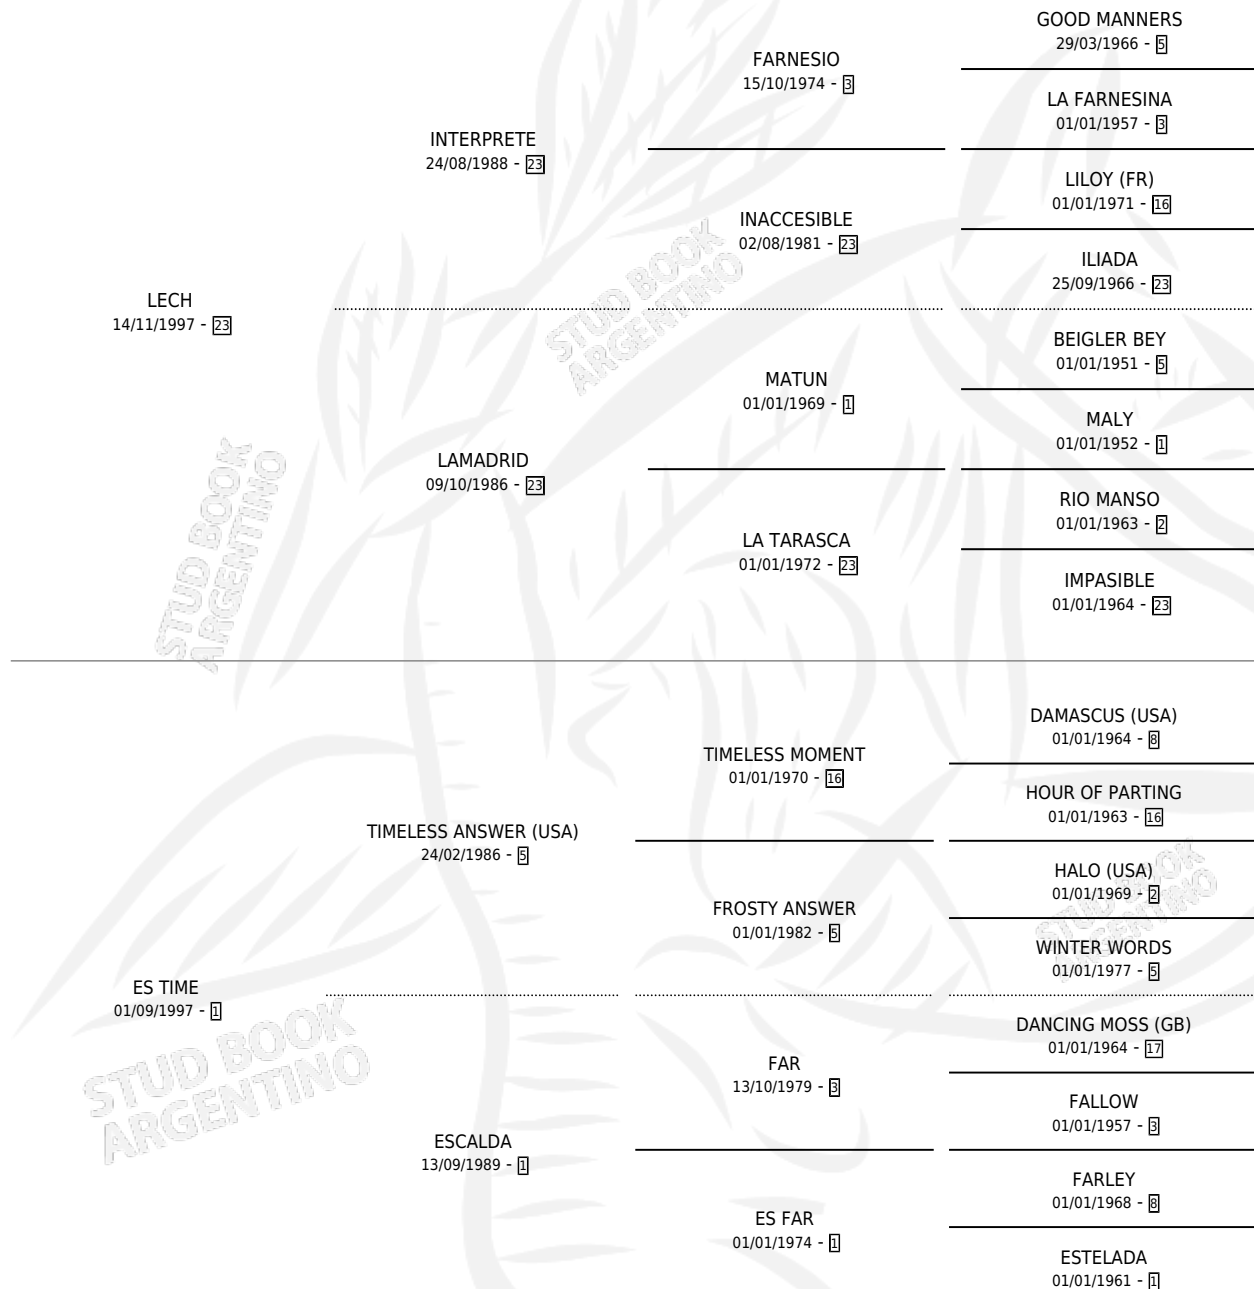 GOOD MANNERS
29/03/1966 - 5
FARNESIO
15/10/1974 - 3
LA FARNESINA
01/01/1957 - 3
INTERPRETE
24/08/1988 - 23
LILOY (FR)
01/01/1971 - 16
INACCESIBLE
02/08/1981 - 23
ILIADA
25/09/1966 - 23
LECH
14/11/1997 - 23
STUD BOOK
ARGENTINO
BEIGLER BEY
01/01/1951 - 5
MATUN
01/01/1969 - 1
MALY
01/01/1952 - 1
LAMADRID
09/10/1986 - 23
RIO MANSO
01/01/1963 - 2
LA TARASCA
01/01/1972 - 23
IMPASIBLE
01/01/1964 - 23
STUD BOOK
ARGENTINO
DAMASCUS (USA)
01/01/1964 - 8
TIMELESS MOMENT
01/01/1970 - 16
HOUR OF PARTING
01/01/1963 - 16
TIMELESS ANSWER (USA)
24/02/1986 - 5
HALO (USA)
01/01/1969 - 2
FROSTY ANSWER
01/01/1982 - 5
WINTER WORDS
01/01/1977 - 5
STUD BOOK
ARGENTINO
ES TIME
01/09/1997 - 1
STUD BOOK
ARGENTINO
DANCING MOSS (GB)
01/01/1964 - 17
FAR
13/10/1979 - 3
FALLOW
01/01/1957 - 3
ESCALDA
13/09/1989 - 1
FARLEY
01/01/1968 - 8
ES FAR
01/01/1974 - 1
ESTELADA
01/01/1961 - 1